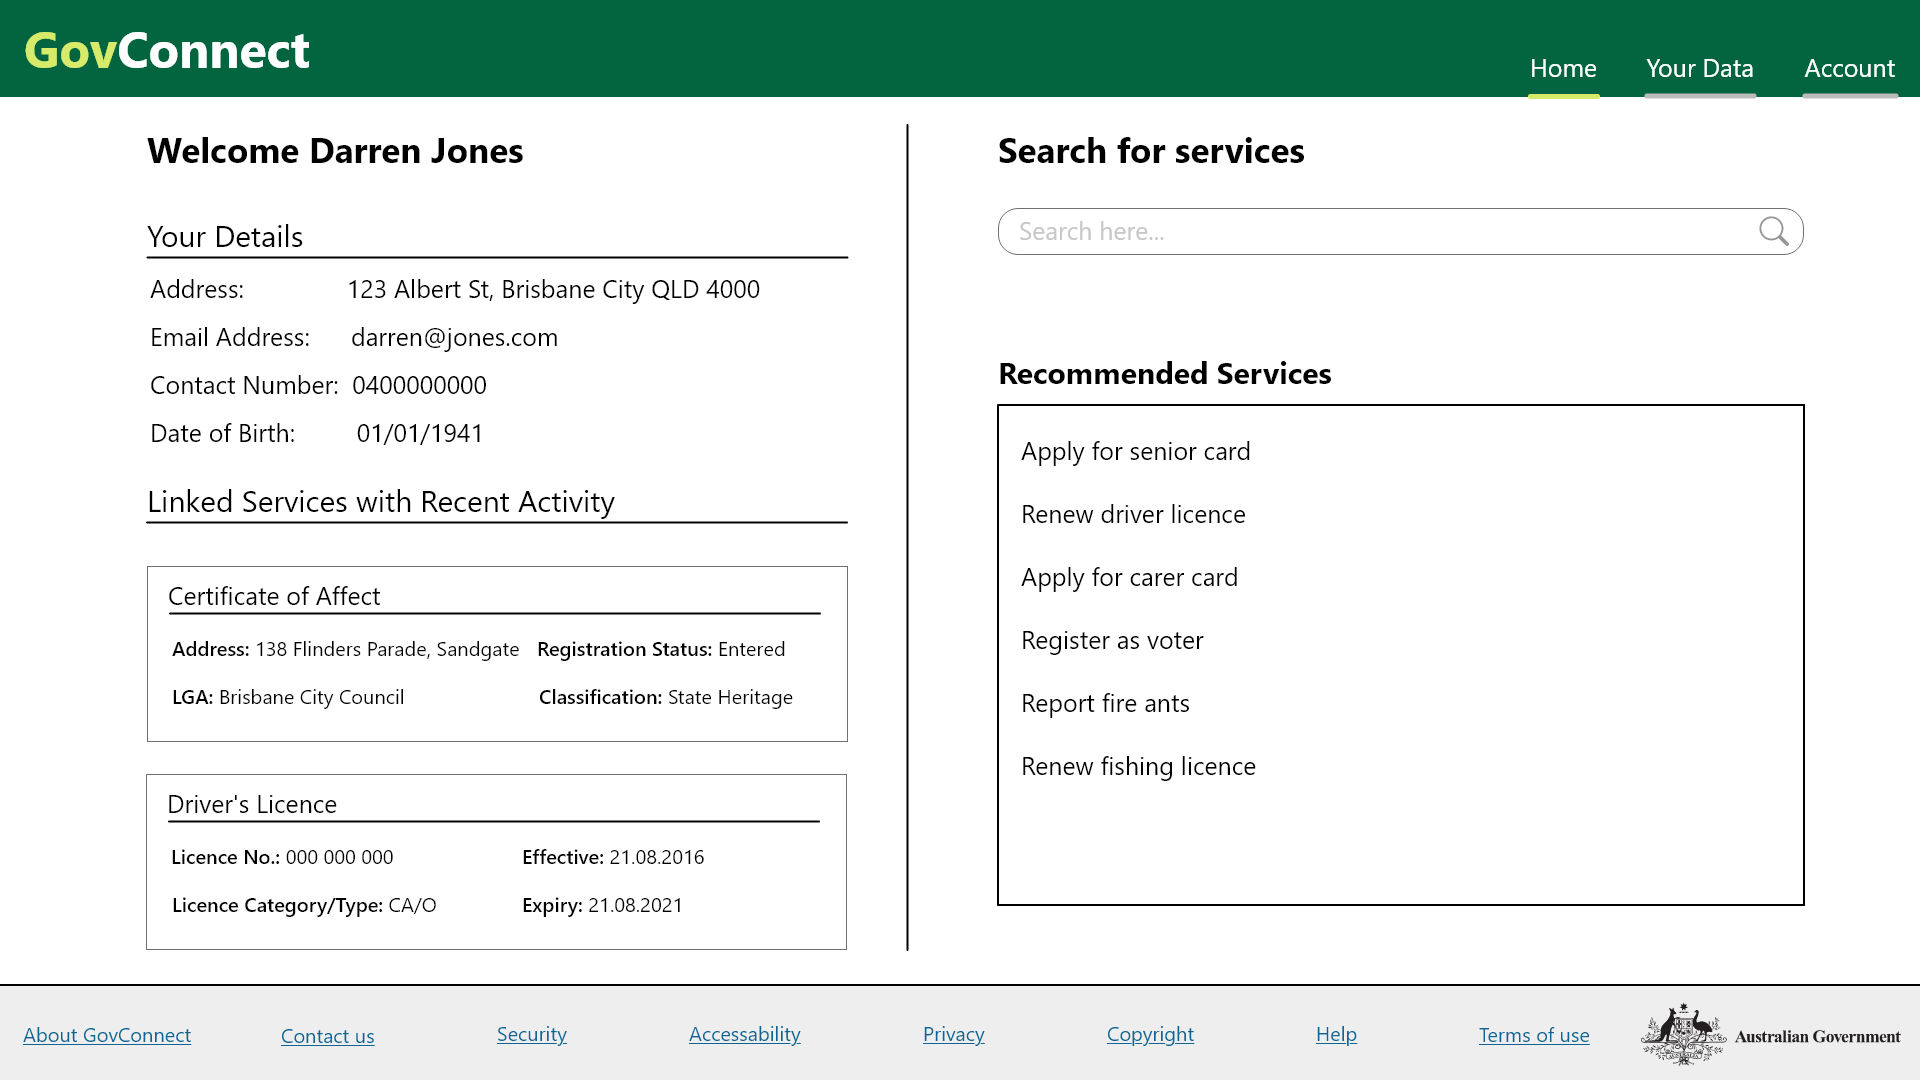 GovConnect
Home Your Data Account
Welcome Darren Jones
Your Details
Address: 123 Albert St, Brisbane City QLD 4000
Email Address: darren@jones.com
Contact Number: 0400000000
Date of Birth: 01/01/1941
Linked Services with Recent Activity
Certificate of Affect
Address: 138 Flinders Parade, Sandgate Registration Status: Entered
LGA: Brisbane City Council Classification: State Heritage
Driver's Licence
Licence No.: 000 000 000 Effective: 21.08.2016
Licence Category/Type: CA/O Expiry: 21.08.2021
Search for services
Search here...
Recommended Services
Apply for senior card
Renew driver licence
Apply for carer card
Register as voter
Report fire ants
Renew fishing licence
About GovConnect Contact us Security Accessability Privacy Copyright Help Terms of use Australian Government